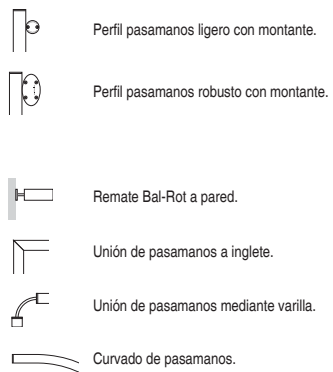 Perfil pasamanos ligero con montante.
Perfil pasamanos robusto con montante.
Remate Bal-Rot a pared.
Unión de pasamanos a inglete.
Unión de pasamanos mediante varilla.
Curvado de pasamanos.